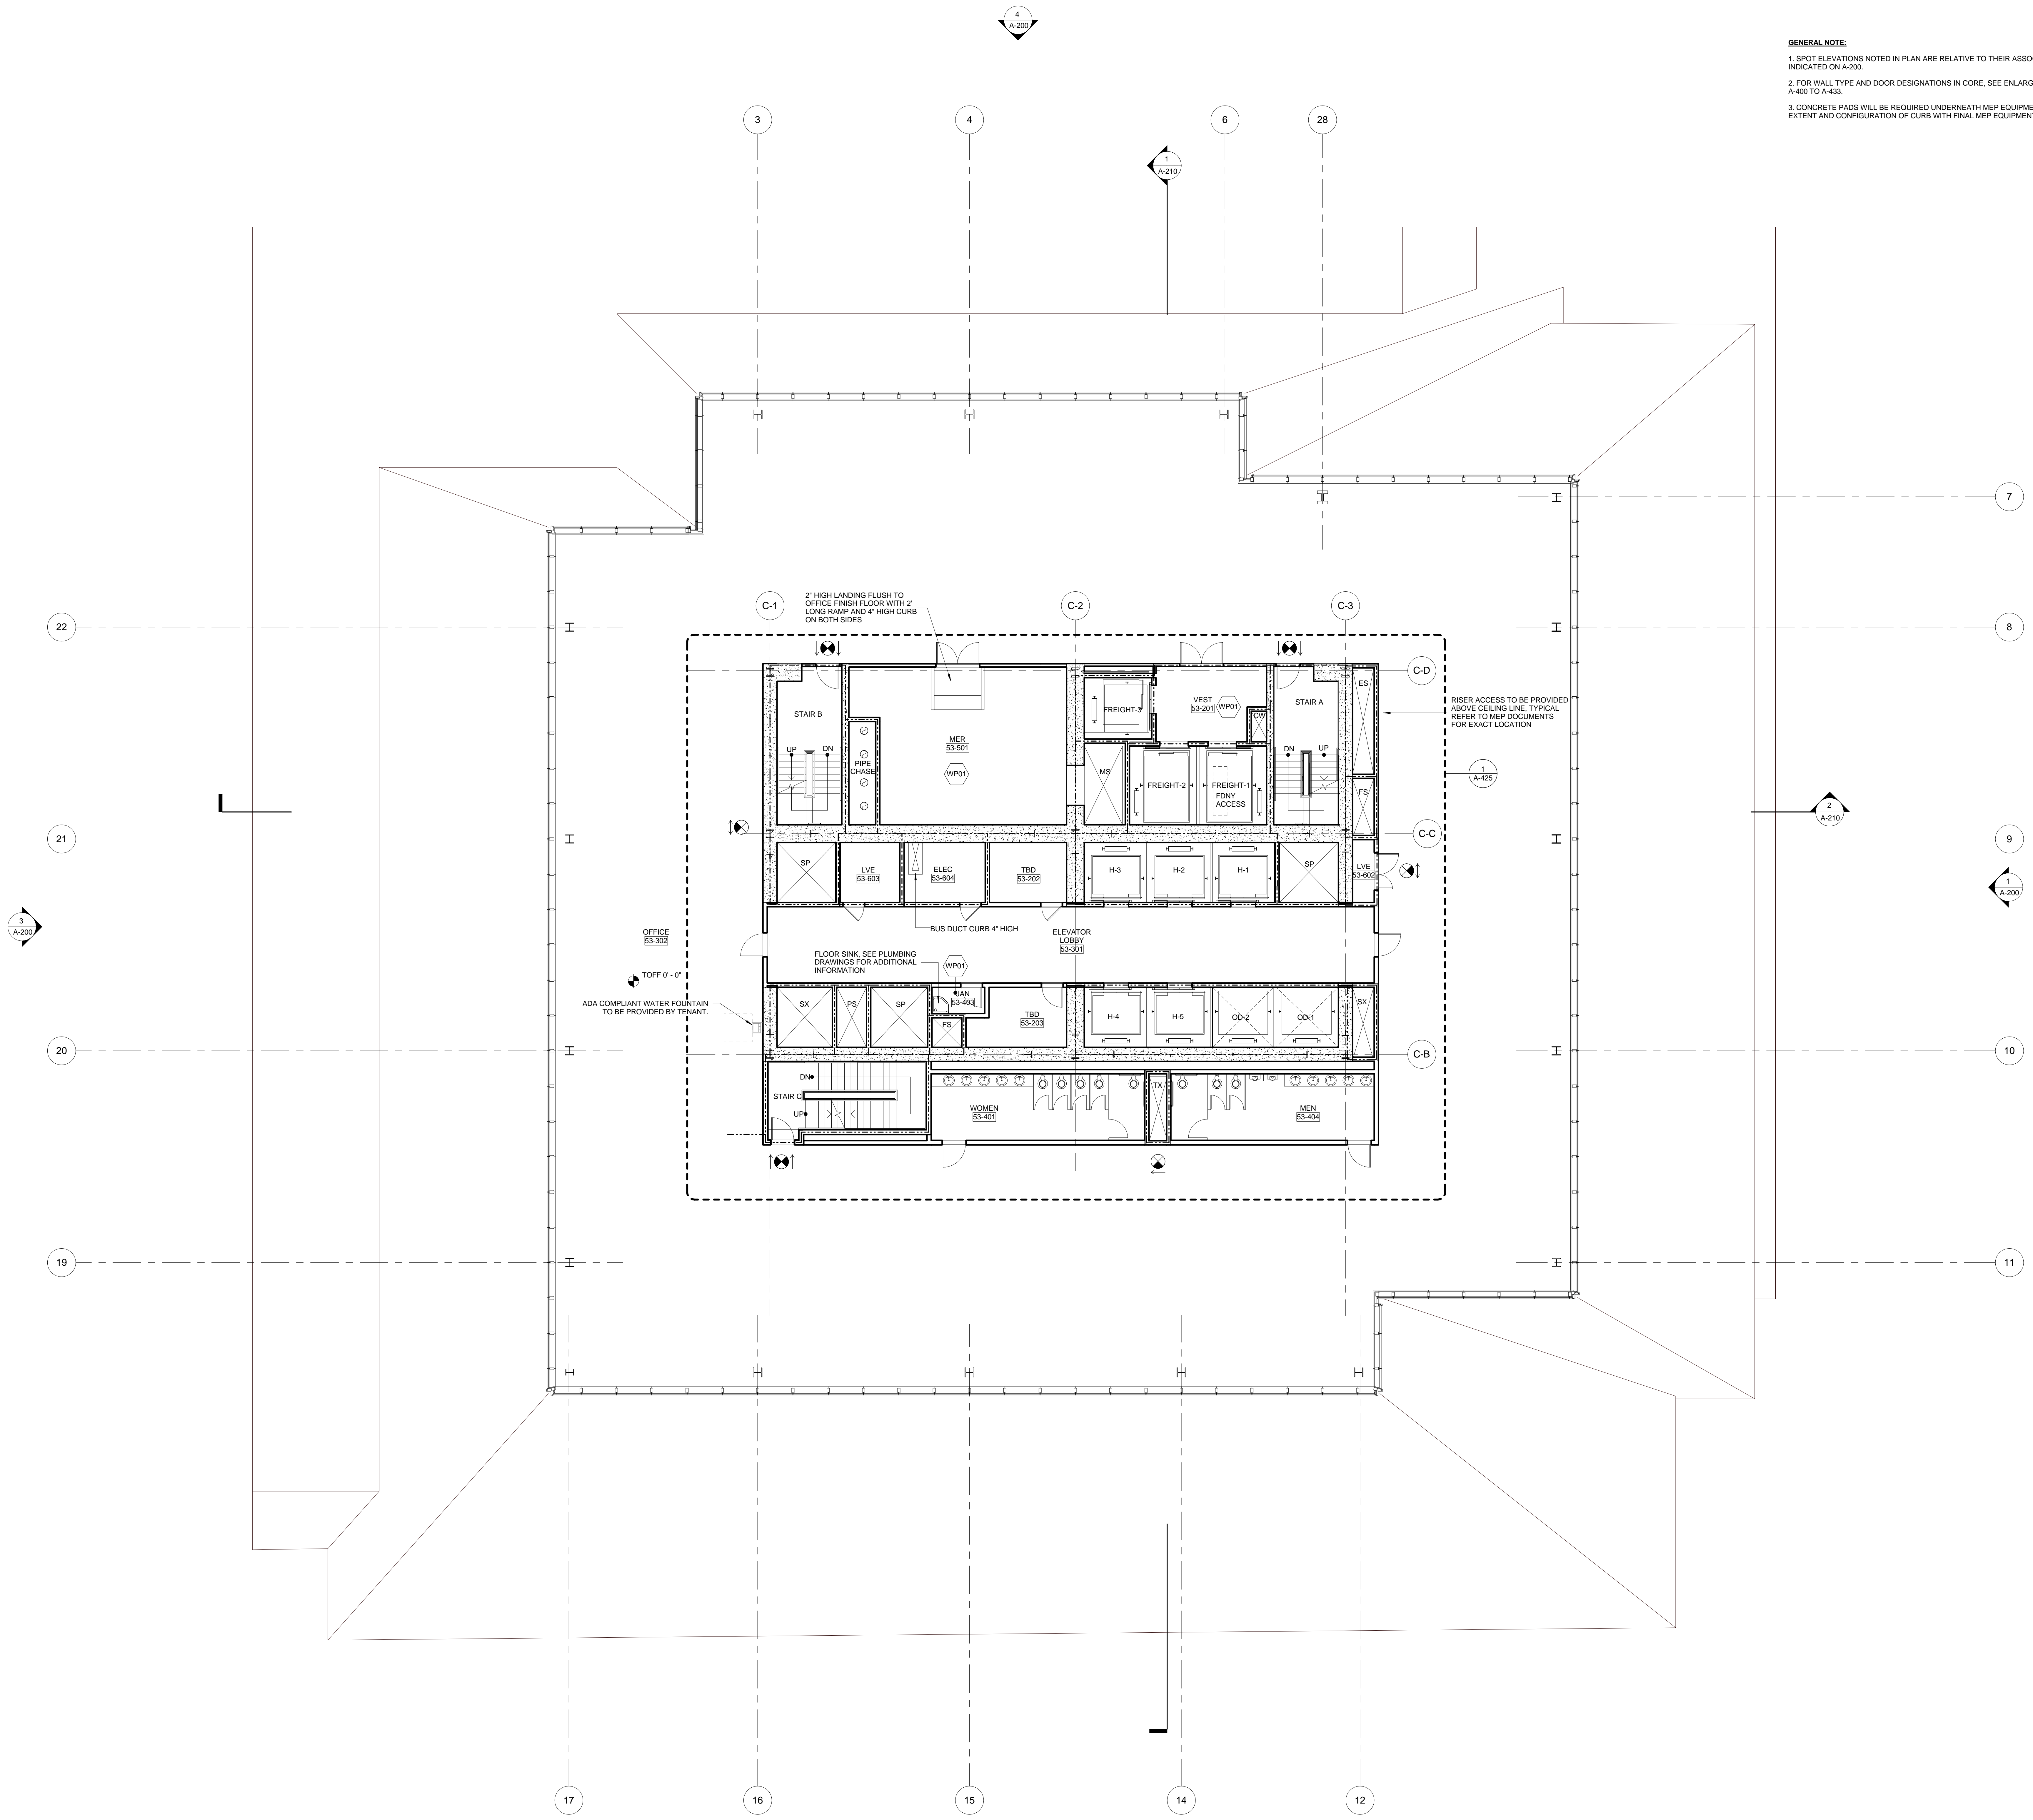 4
A-200
GENERAL NOTE:
1. SPOT ELEVATIONS NOTED IN PLAN ARE RELATIVE TO THEIR
INDICATED ON A-200.
2. FOR WALL TYPE AND DOOR DESIGNATIONS IN CORE, SEE
A-400 TO A-433.
3. CONCRETE PADS WILL BE REQUIRED UNDERNEATH MEP
EXTENT AND CONFIGURATION OF CURB WITH FINAL MEP
3
4
6
28
1
A-210
7
22
8
2" HIGH LANDING FLUSH TO
OFFICE FINISH FLOOR WITH 2'
LONG RAMP AND 4" HIGH CURB
ON BOTH SIDES
C-1
C-2
C-3
C-D
STAIR B
UP
DN
PIPE
CHASE
MER
53-501
WP01
FREIGHT-3
VEST
53-201
WP01
CW
STAIR A
DN
UP
ES
RISER ACCESS TO BE PROVIDED
ABOVE CEILING LINE, TYPICAL
REFER TO MEP DOCUMENTS
FOR EXACT LOCATION
MS
FREIGHT-2
FREIGHT-1
FDNY
ACCESS
FS
1
A-425
2
A-210
21
C-C
9
SP
LVE
53-603
ELEC
53-604
TBD
53-202
H-3
H-2
H-1
SP
LVE
53-602
1
A-200
3
A-200
OFFICE
53-302
BUS DUCT CURB 4" HIGH
ELEVATOR
LOBBY
53-301
FLOOR SINK, SEE PLUMBING
DRAWINGS FOR ADDITIONAL
INFORMATION
WP01
TOFF 0' - 0"
ADA COMPLIANT WATER FOUNTAIN
TO BE PROVIDED BY TENANT.
SX
PS
SP
JAN
53-403
FS
TBD
53-203
H-4
H-5
OD-2
OD-1
SX
20
C-B
10
DN
STAIR C
UP
WOMEN
53-401
TX
MEN
53-404
19
11
17
16
15
14
12